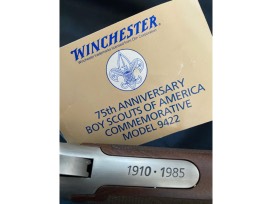 WINCHESTER
75th ANNIVERSARY
BOY SCOUTS OF AMERICA
COMMEMORATIVE
MODEL 9422
1910 · 1985